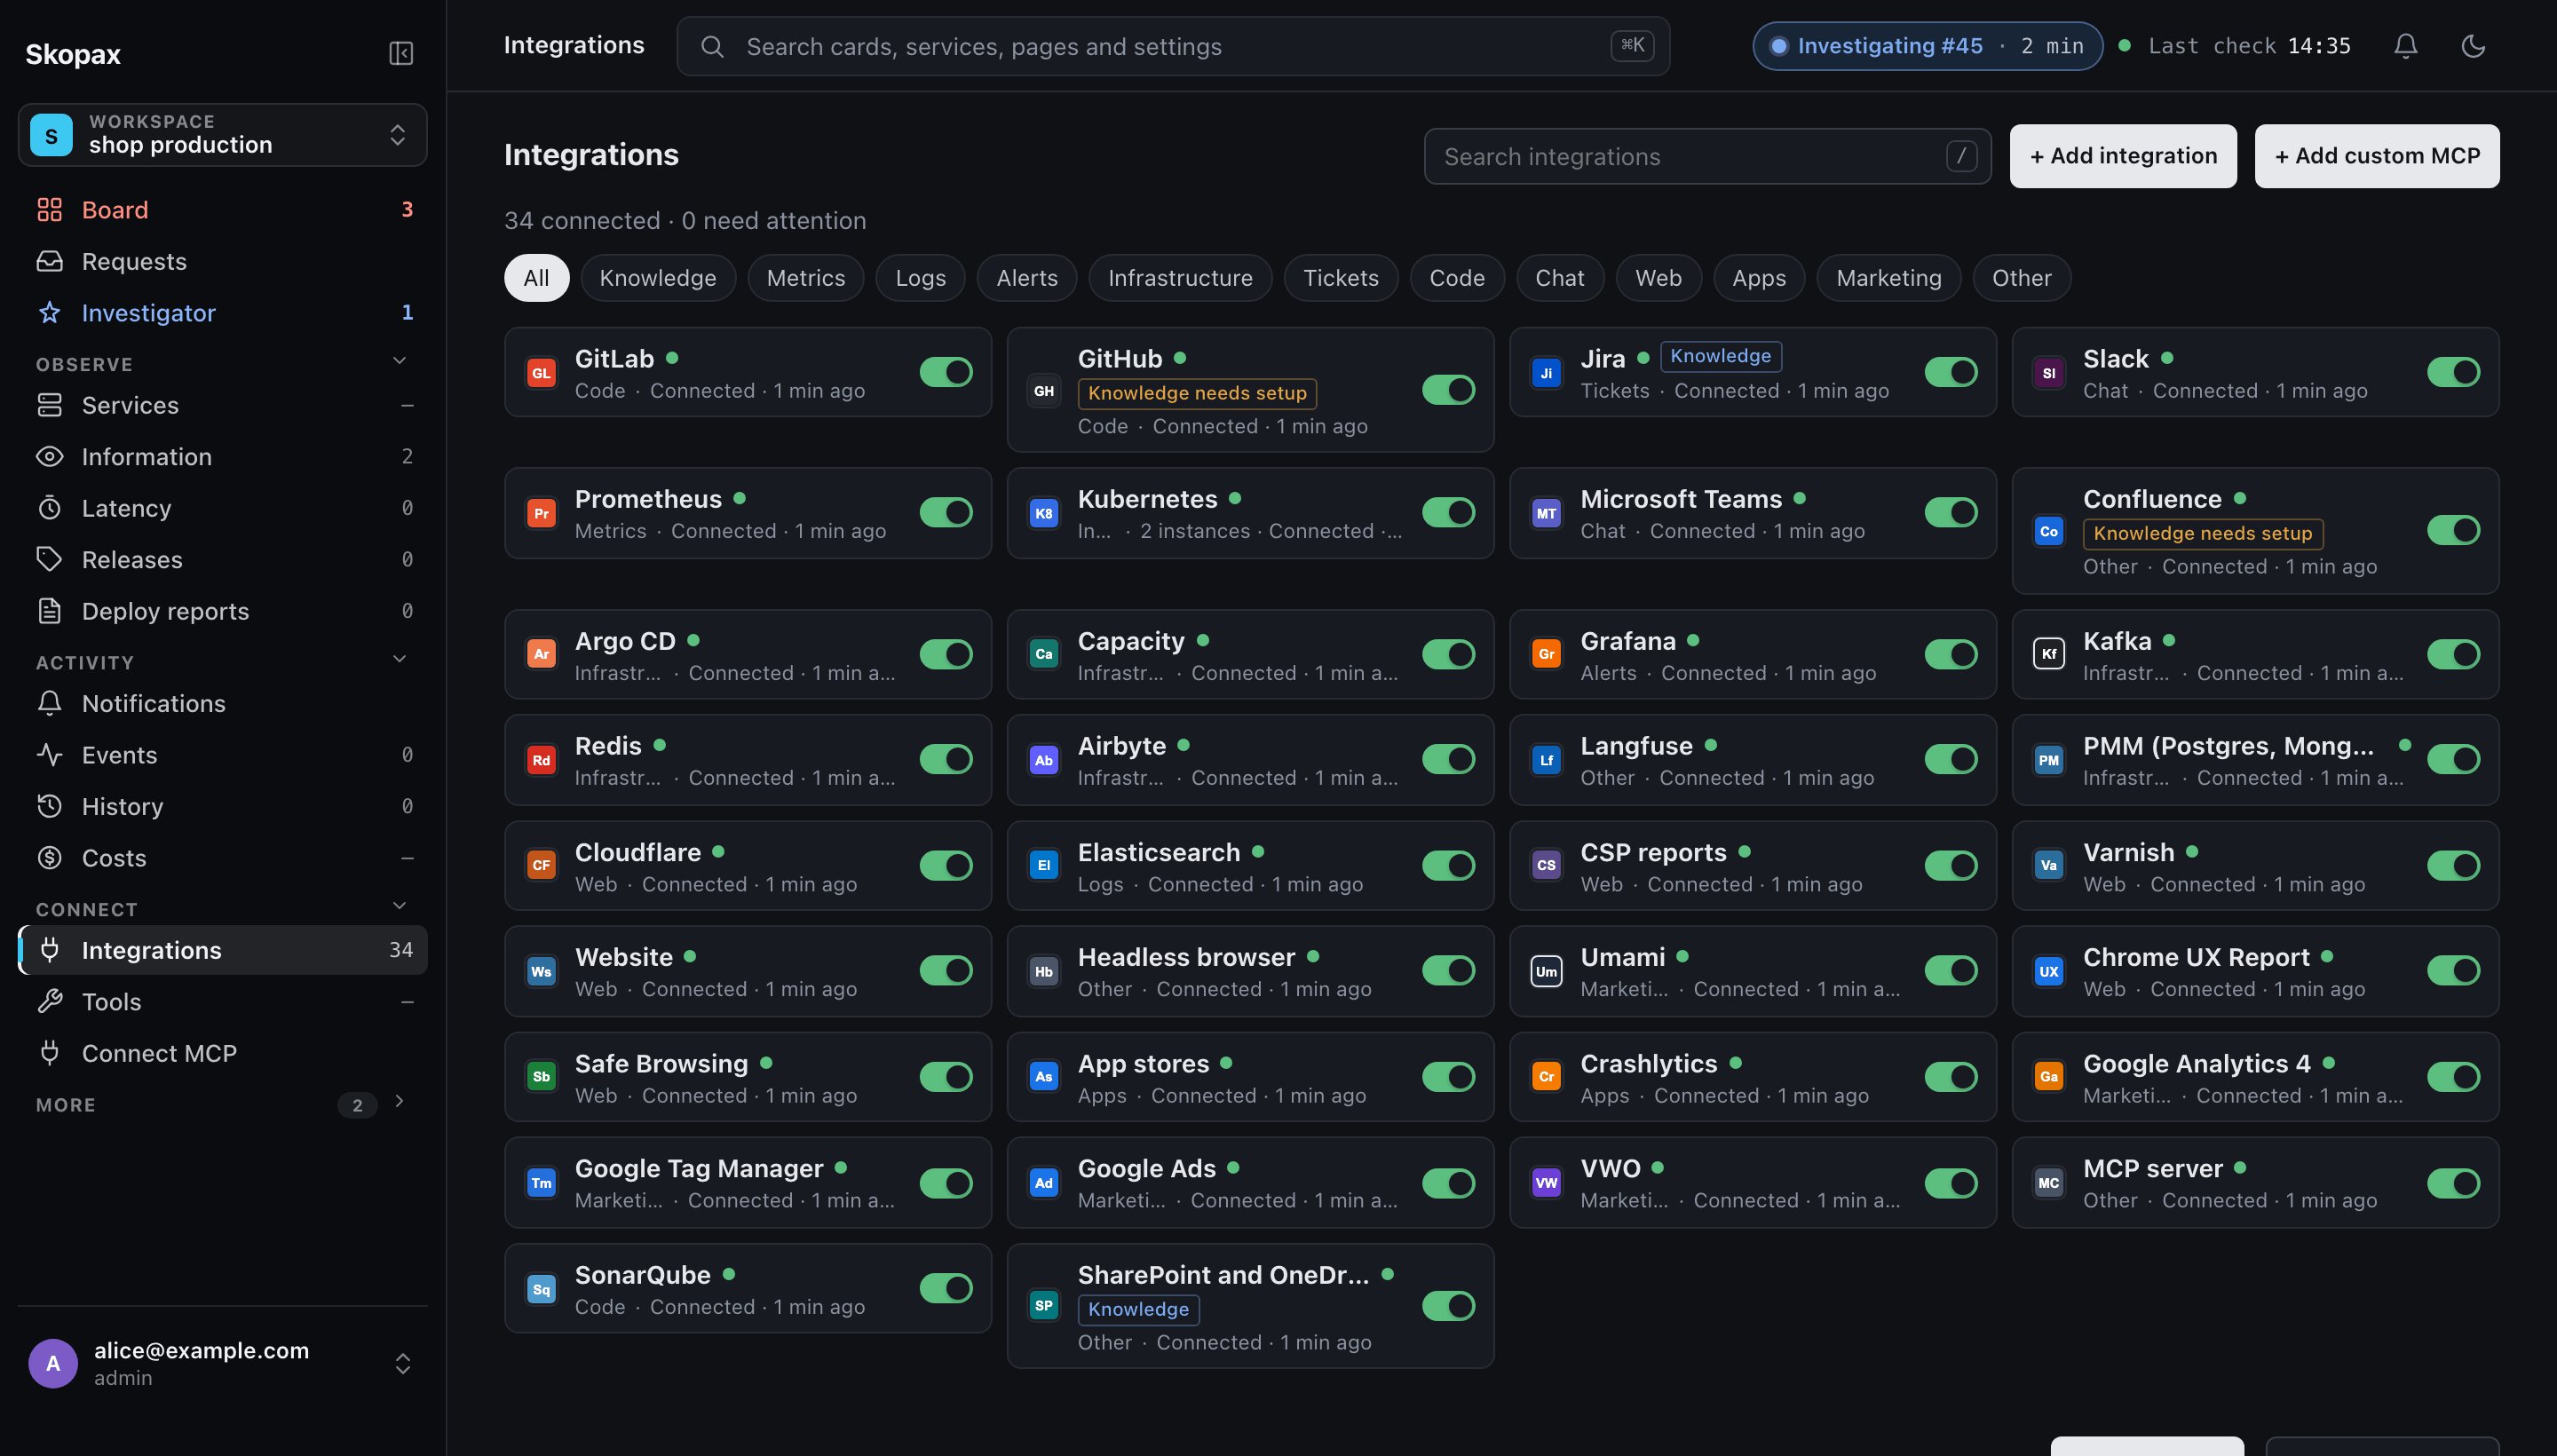 Skopax
WORKSPACE
S shop production
Board 3
Requests
Investigator 1
OBSERVE
Services –
Information 2
Latency 0
Releases 0
Deploy reports 0
ACTIVITY
Notifications
Events 0
History 0
Costs –
CONNECT
Integrations 34
Tools –
Connect MCP
MORE 2
A alice@example.com
admin
Integrations
Search cards, services, pages and settings ⌘K
Investigating #45 · 2 min
Last check 14:35
Integrations
Search integrations /
+ Add integration
+ Add custom MCP
34 connected · 0 need attention
All Knowledge Metrics Logs Alerts Infrastructure Tickets Code Chat Web Apps Marketing Other
GL GitLab
Code · Connected · 1 min ago
GH GitHub
Knowledge needs setup
Code · Connected · 1 min ago
Ji Jira Knowledge
Tickets · Connected · 1 min ago
Sl Slack
Chat · Connected · 1 min ago
Pr Prometheus
Metrics · Connected · 1 min ago
K8 Kubernetes
In... · 2 instances · Connected ·...
MT Microsoft Teams
Chat · Connected · 1 min ago
Co Confluence
Knowledge needs setup
Other · Connected · 1 min ago
Ar Argo CD
Infrastr... · Connected · 1 min a...
Ca Capacity
Infrastr... · Connected · 1 min a...
Gr Grafana
Alerts · Connected · 1 min ago
Kf Kafka
Infrastr... · Connected · 1 min a...
Rd Redis
Infrastr... · Connected · 1 min a...
Ab Airbyte
Infrastr... · Connected · 1 min a...
Lf Langfuse
Other · Connected · 1 min ago
PM PMM (Postgres, Mong...
Infrastr... · Connected · 1 min a...
CF Cloudflare
Web · Connected · 1 min ago
El Elasticsearch
Logs · Connected · 1 min ago
CS CSP reports
Web · Connected · 1 min ago
Va Varnish
Web · Connected · 1 min ago
Ws Website
Web · Connected · 1 min ago
Hb Headless browser
Other · Connected · 1 min ago
Um Umami
Marketi... · Connected · 1 min a...
UX Chrome UX Report
Web · Connected · 1 min ago
Sb Safe Browsing
Web · Connected · 1 min ago
As App stores
Apps · Connected · 1 min ago
Cr Crashlytics
Apps · Connected · 1 min ago
Ga Google Analytics 4
Marketi... · Connected · 1 min a...
Tm Google Tag Manager
Marketi... · Connected · 1 min a...
Ad Google Ads
Marketi... · Connected · 1 min a...
VW VWO
Marketi... · Connected · 1 min a...
MC MCP server
Other · Connected · 1 min ago
Sq SonarQube
Code · Connected · 1 min ago
SP SharePoint and OneDr...
Knowledge
Other · Connected · 1 min ago